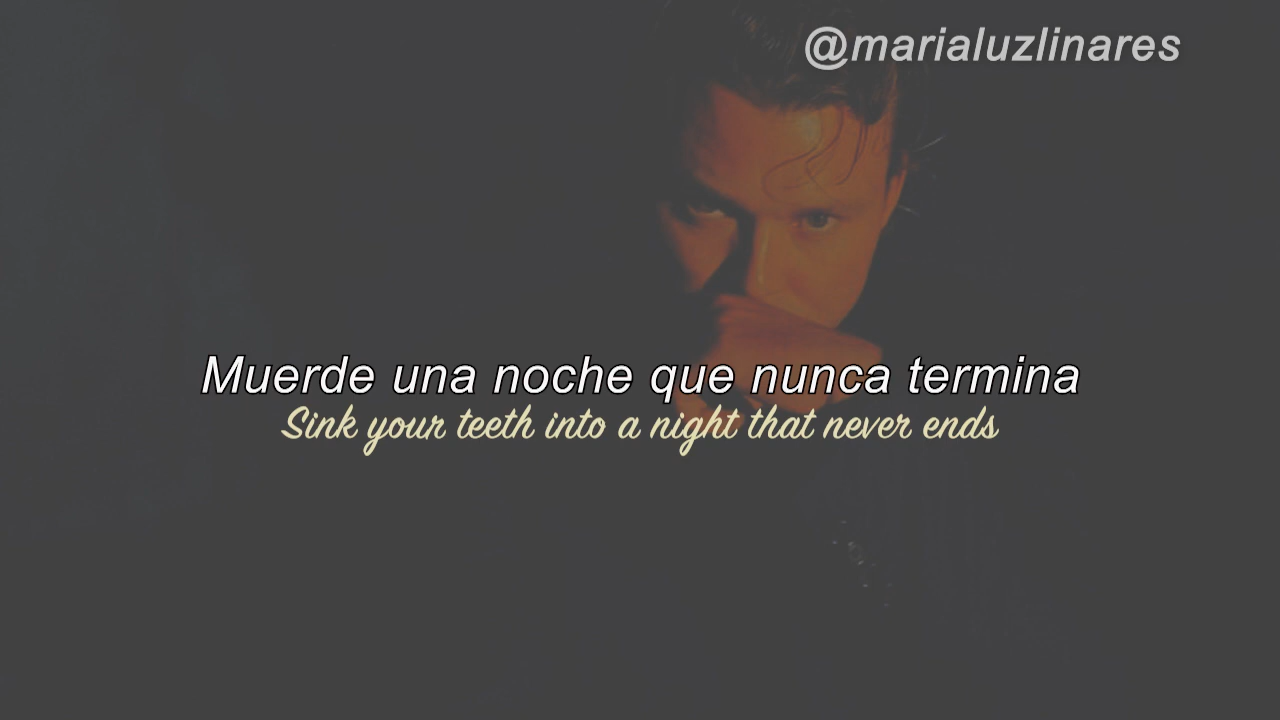 @marialuzlinares
Muerde una noche que nunca termina
Sink your teeth into a night that never ends